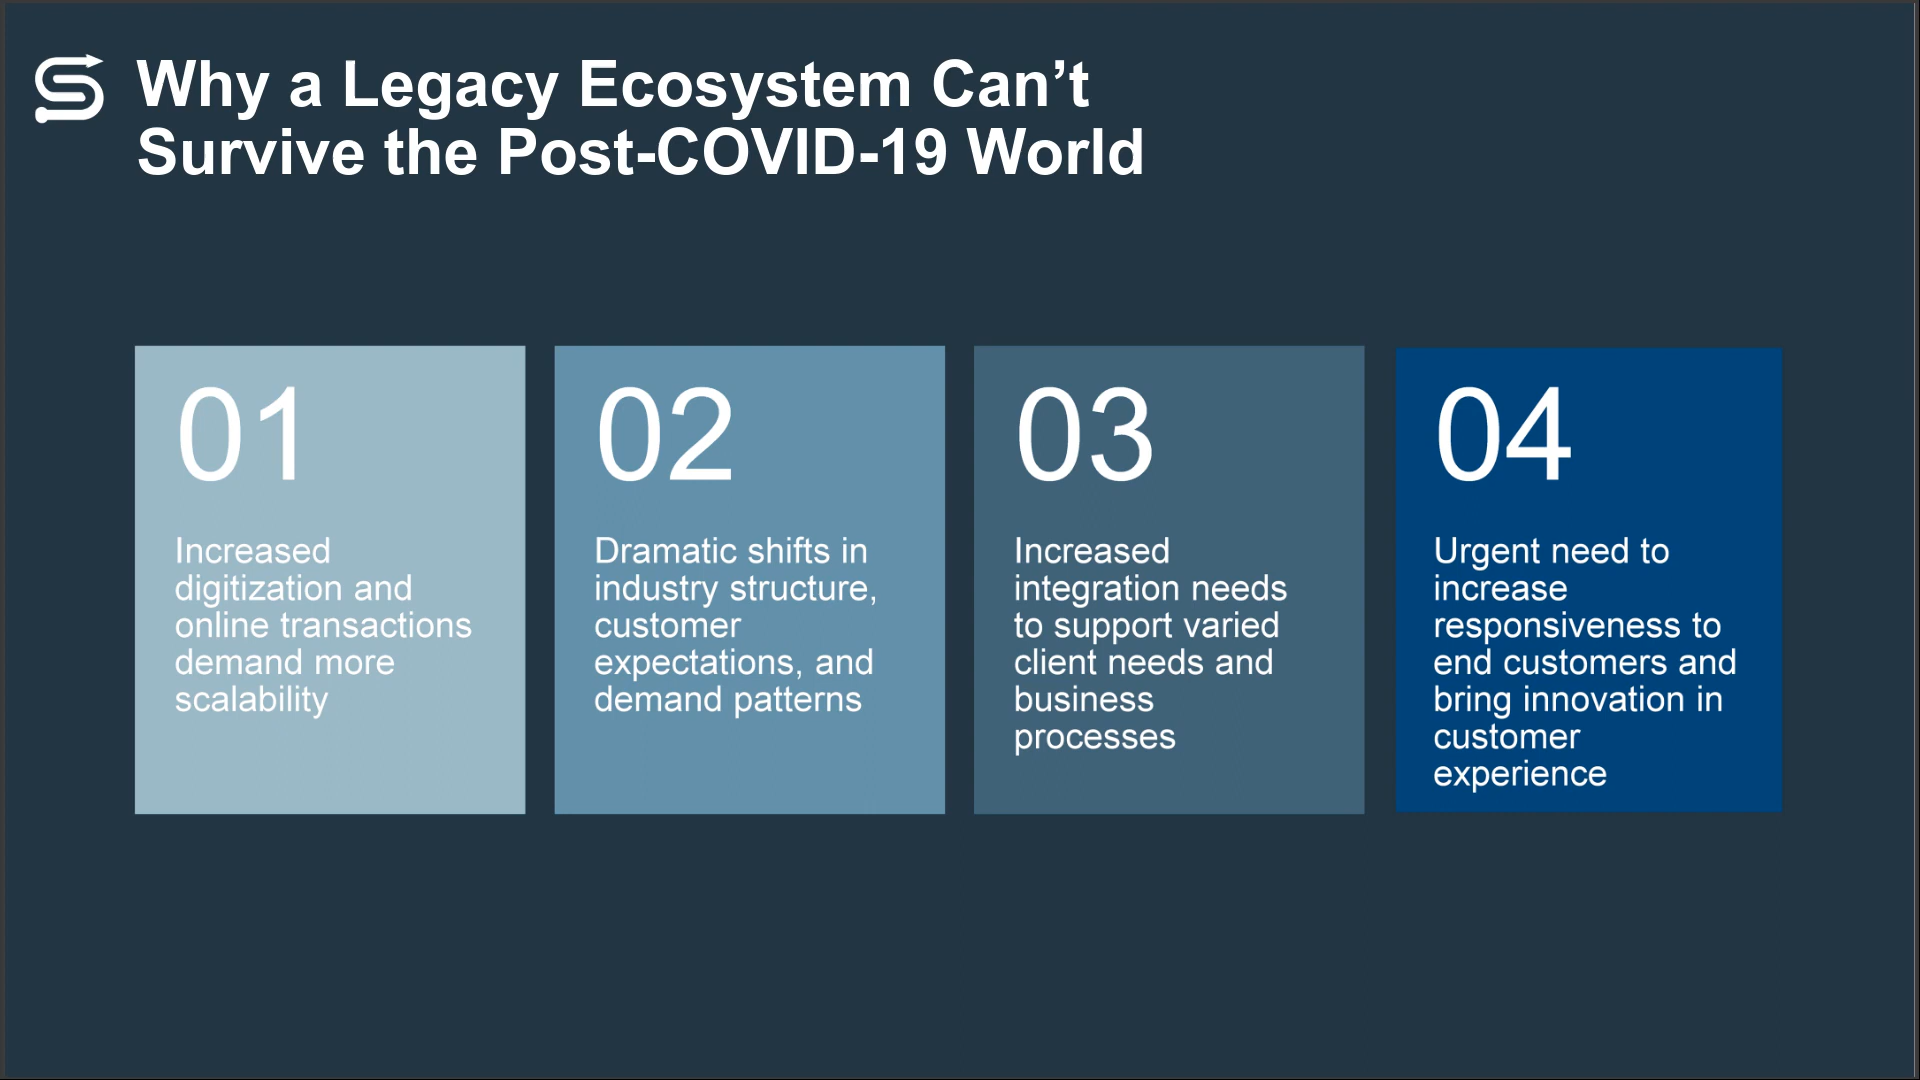 Why a Legacy Ecosystem Can’t
Survive the Post-COVID-19 World
01
Increased
digitization and
online transactions
demand more
scalability
02
Dramatic shifts in
industry structure,
customer
expectations, and
demand patterns
03
Increased
integration needs
to support varied
client needs and
business
processes
04
Urgent need to
increase
responsiveness to
end customers and
bring innovation in
customer
experience